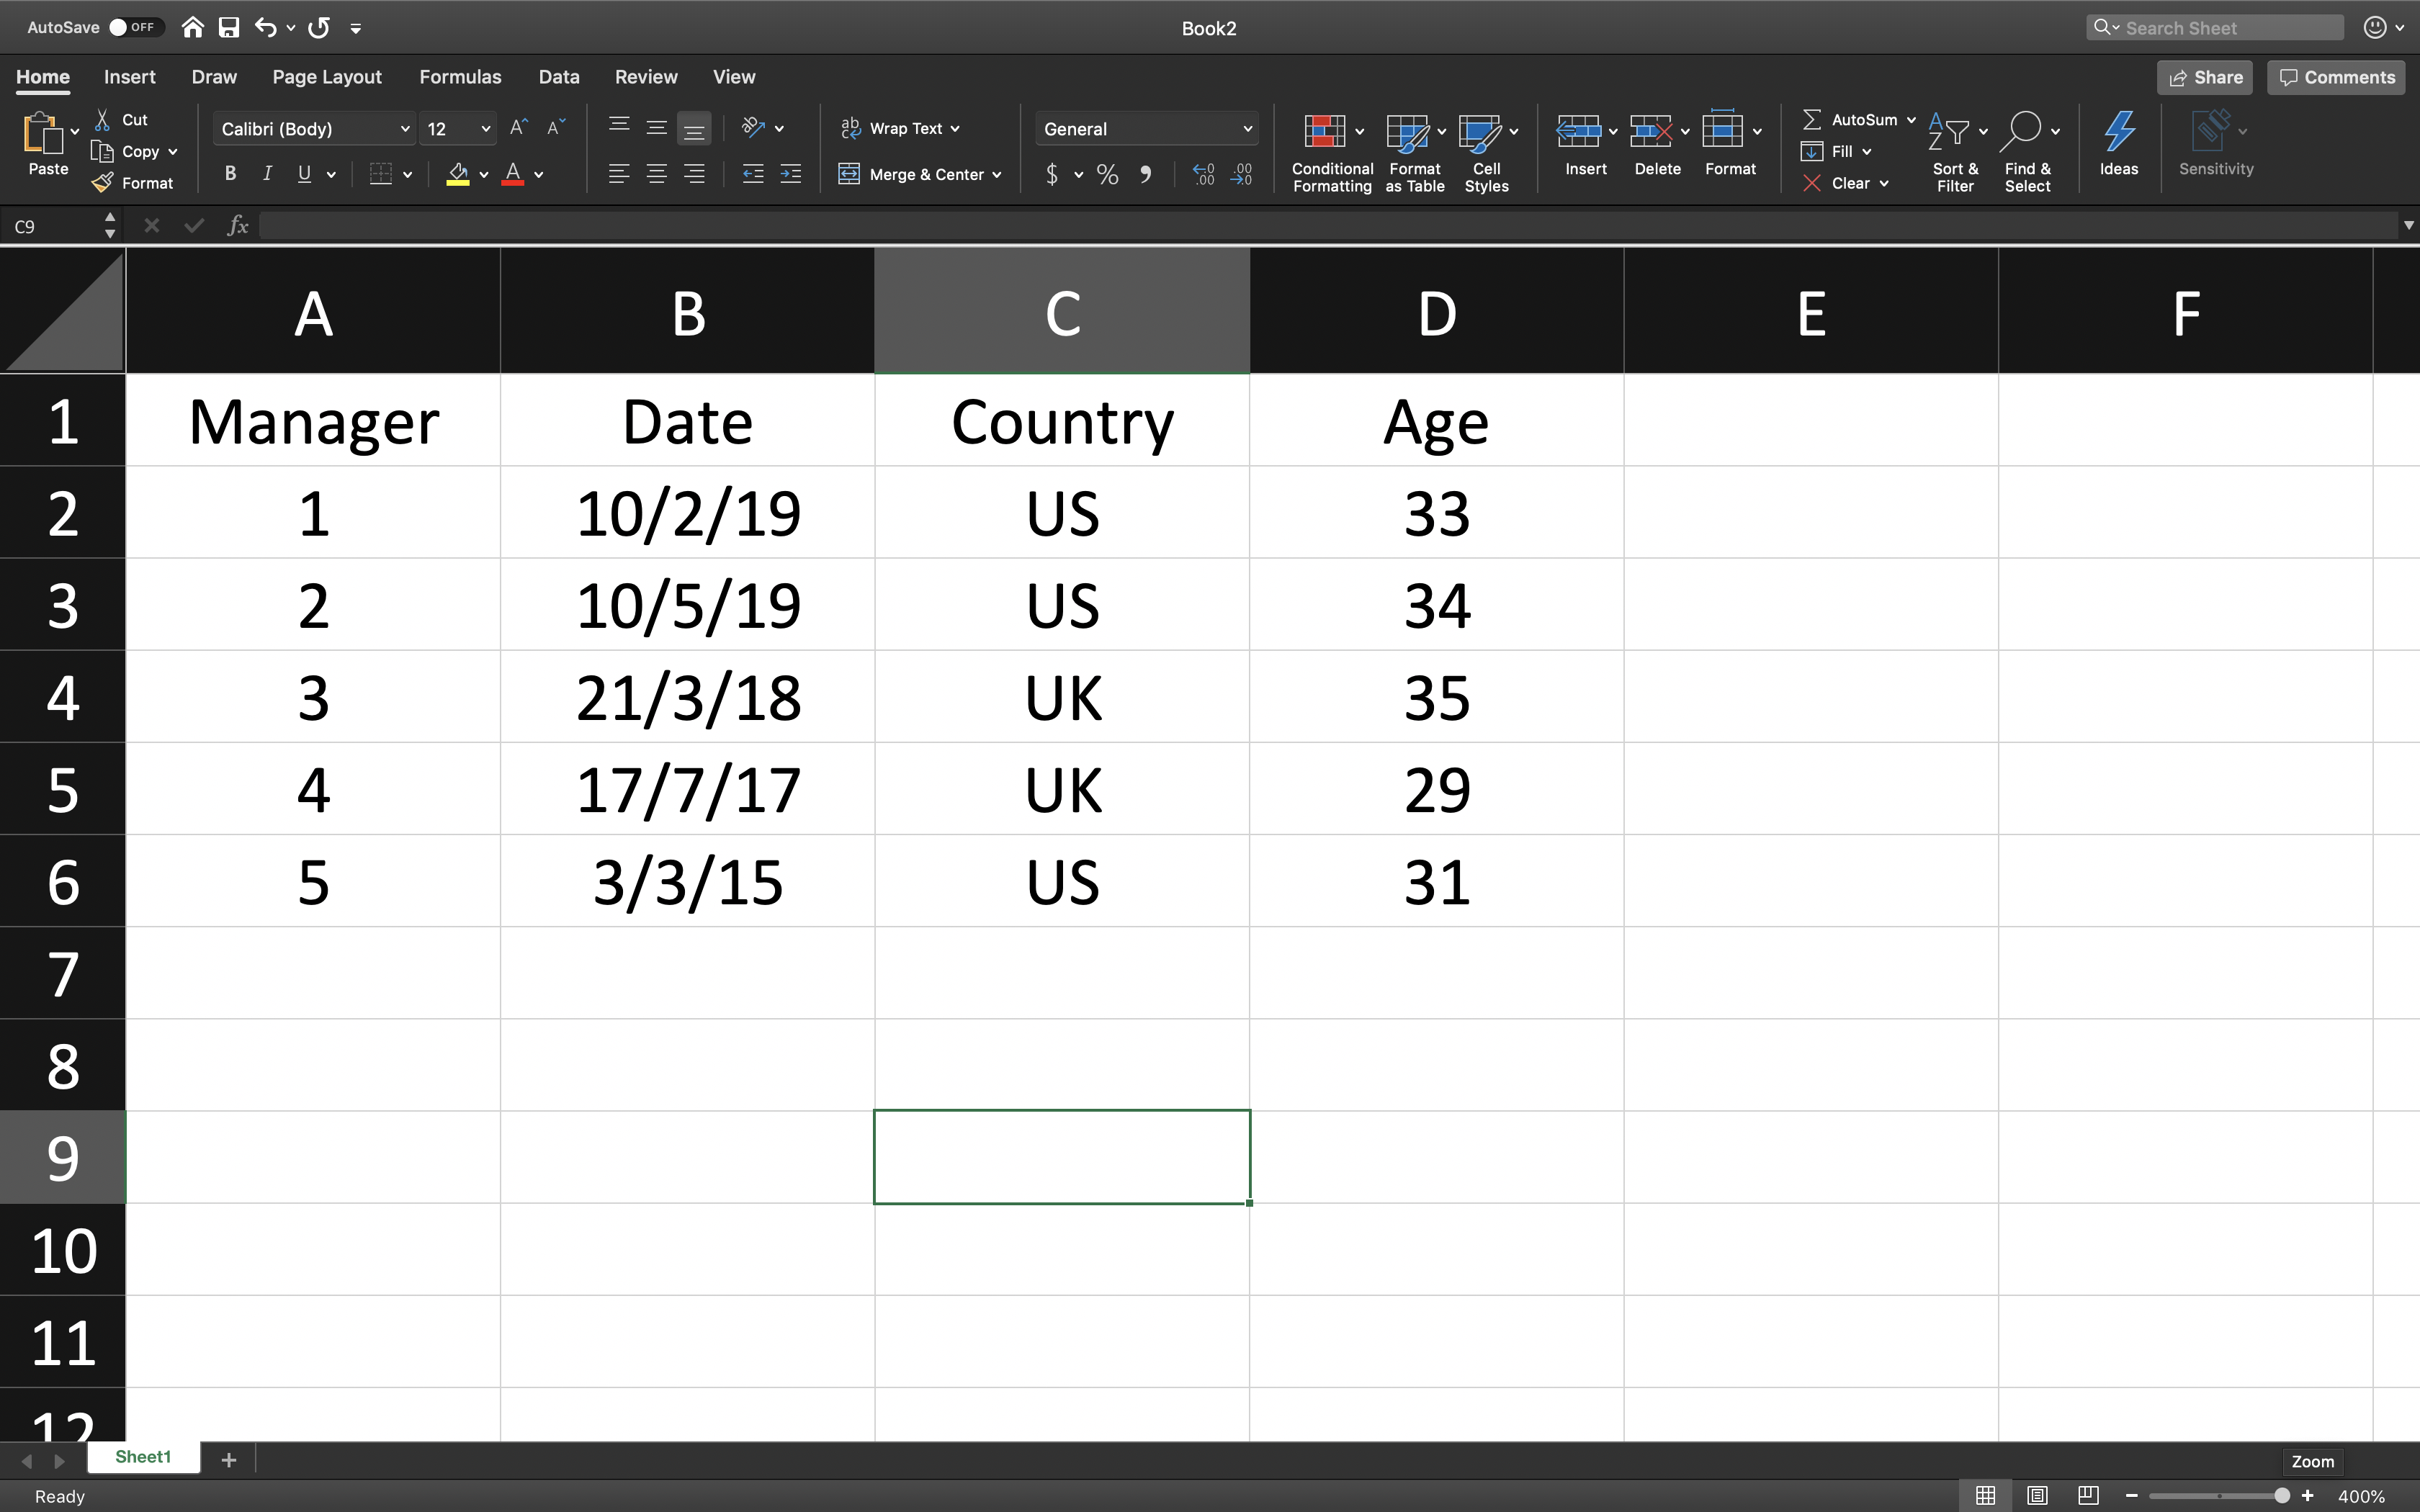 AutoSave OFF Book2 Search Sheet
Home Insert Draw Page Layout Formulas Data Review View Share Comments
Paste Cut Copy Format
Calibri (Body) 12 A^ A˅
B I U A
ab Wrap Text
Merge & Center
General
$ % , .00 .00
Conditional Formatting Format as Table Cell Styles
Insert Delete Format
AutoSum Fill Clear
Sort & Filter Find & Select
Ideas Sensitivity
C9 fx
A B C D E F
1 Manager Date Country Age
2 1 10/2/19 US 33
3 2 10/5/19 US 34
4 3 21/3/18 UK 35
5 4 17/7/17 UK 29
6 5 3/3/15 US 31
7
8
9
10
11
12
Sheet1 + Zoom
Ready 400%